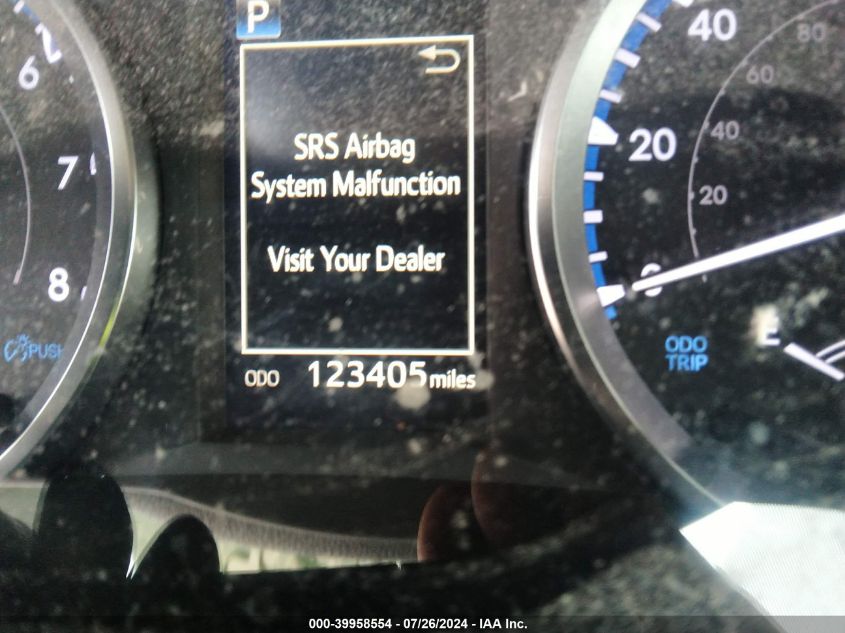 P
SRS Airbag
System Malfunction
Visit Your Dealer
ODO 123405 miles
6
7
8
PUSH
40
20
0
80
60
40
20
ODO
TRIP
E
000-39958554 - 07/26/2024 - IAA Inc.